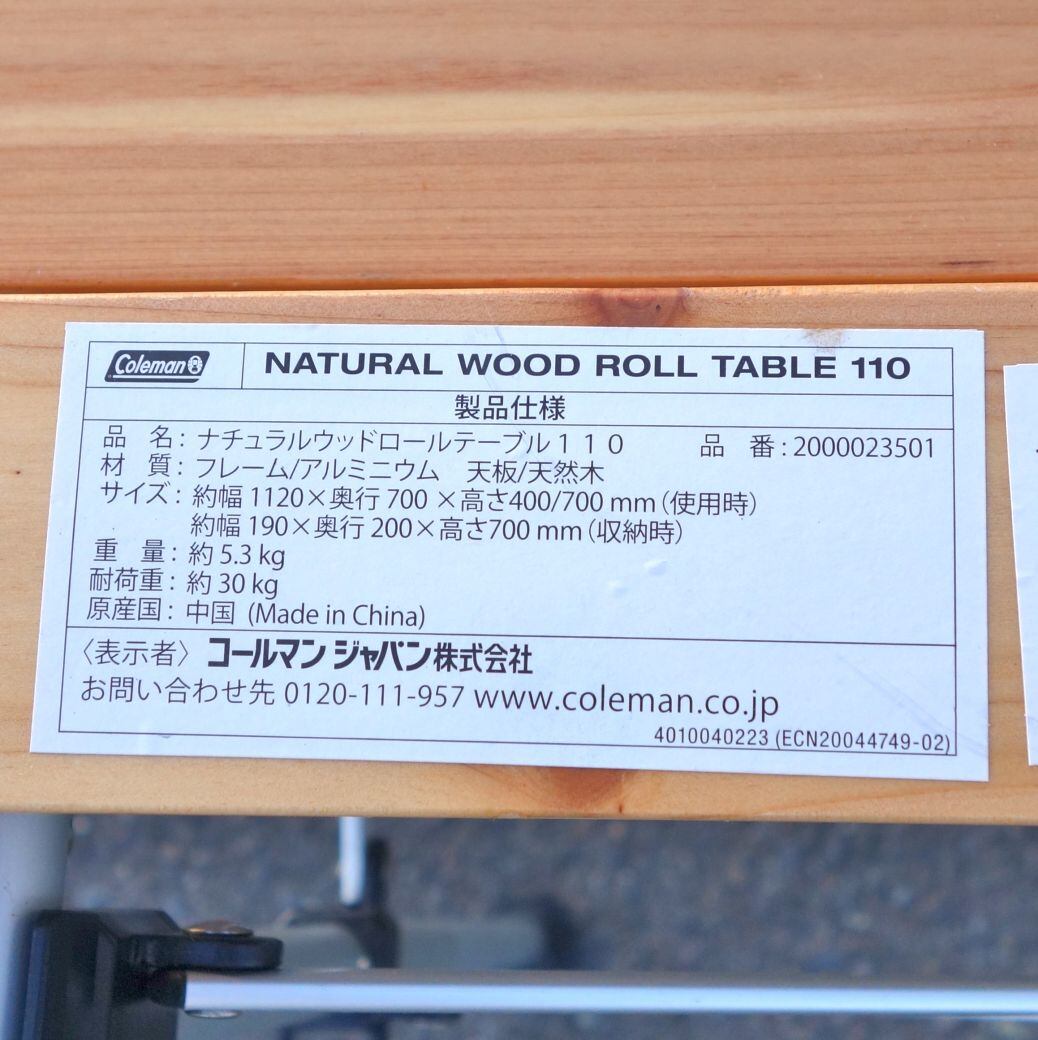 Coleman NATURAL WOOD ROLL TABLE 110
製品仕様
品 名：ナチュラルウッドロールテーブル１１０ 品 番：2000023501
材 質：フレーム/アルミニウム 天板/天然木
サイズ：約幅 1120×奥行 700 ×高さ400/700 mm（使用時）
約幅 190×奥行 200×高さ700 mm（収納時）
重 量：約 5.3 kg
耐荷重：約 30 kg
原産国：中国 (Made in China)
〈表示者〉 コールマン ジャパン株式会社
お問い合わせ先 0120-111-957 www.coleman.co.jp
4010040223 (ECN20044749-02)